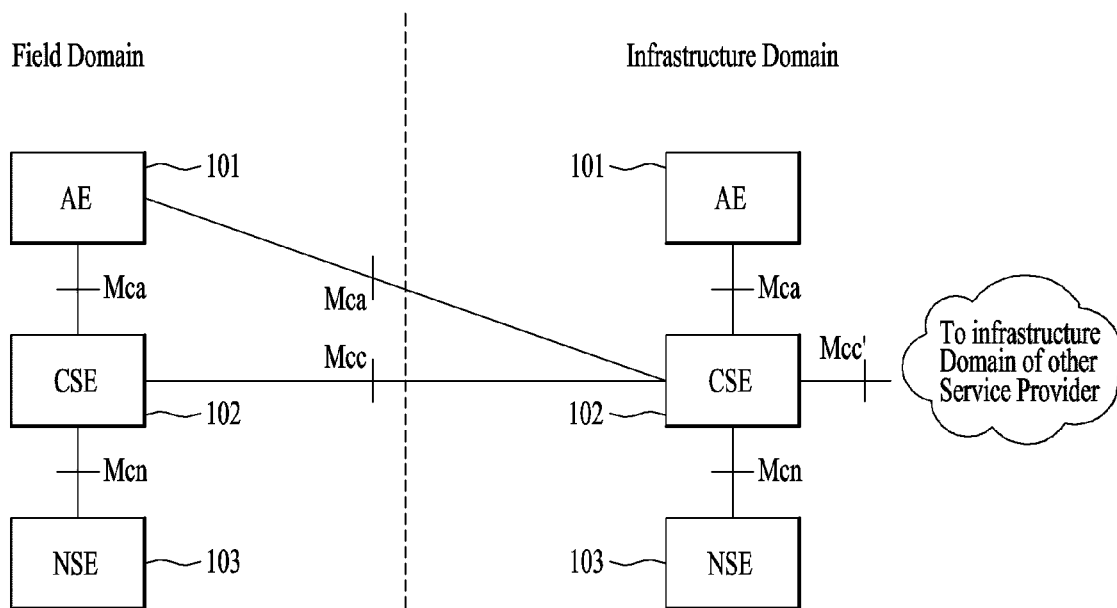 Field Domain
Infrastructure Domain
101
101
AE
AE
Mca
Mca
Mca
To infrastructure
Domain of other
Service Provider
Mcc
Mcc'
CSE
CSE
102
102
Mcn
Mcn
NSE
103
103
NSE